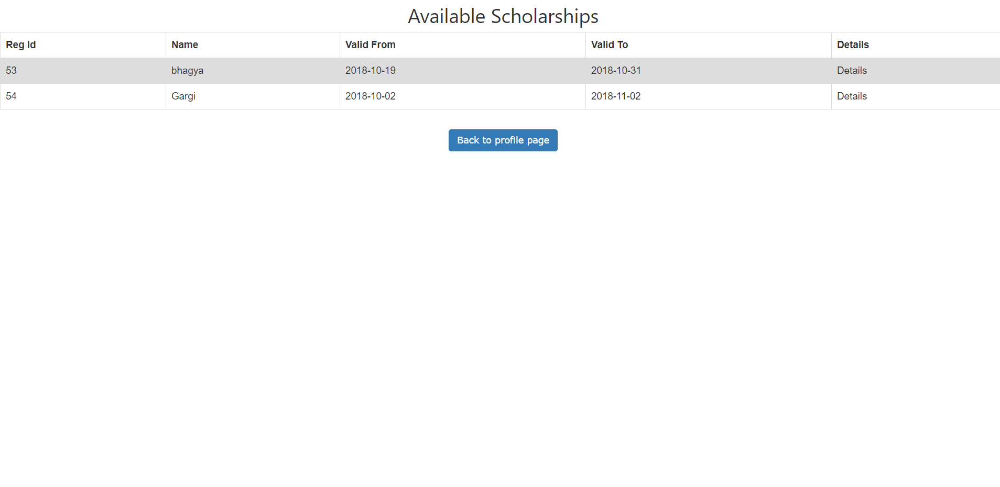 Available Scholarships
Reg Id Name Valid From Valid To Details
53 bhagya 2018-10-19 2018-10-31 Details
54 Gargi 2018-10-02 2018-11-02 Details
Back to profile page